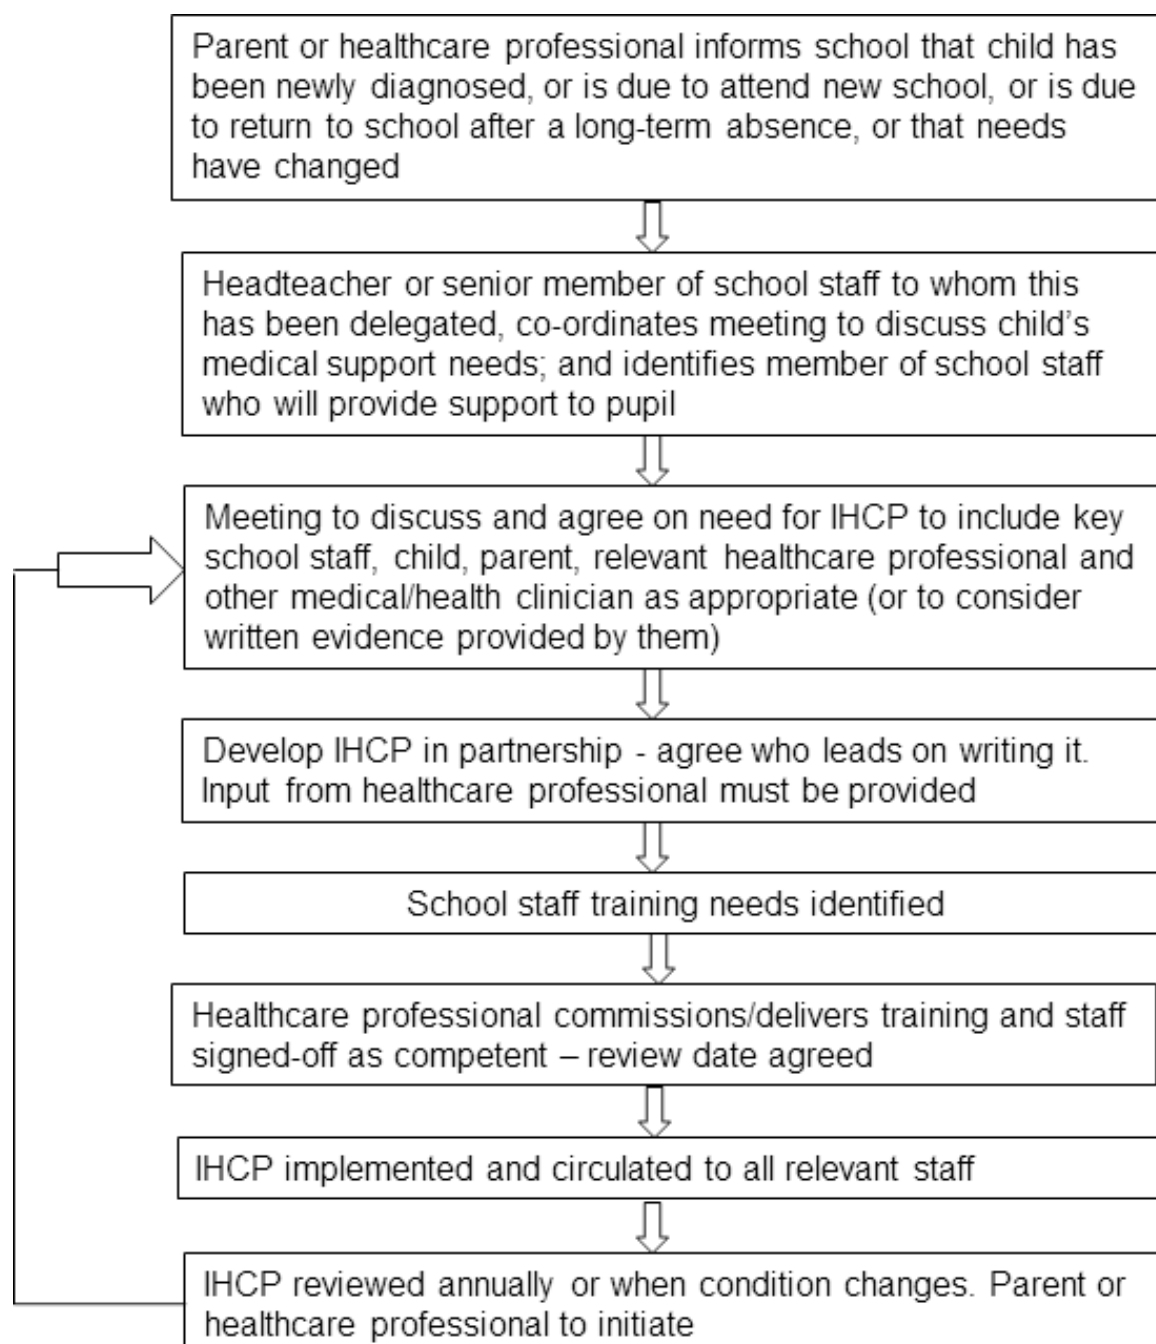 Parent or healthcare professional informs school that child has
been newly diagnosed, or is due to attend new school, or is due
to return to school after a long-term absence, or that needs
have changed
Headteacher or senior member of school staff to whom this
has been delegated, co-ordinates meeting to discuss child's
medical support needs; and identifies member of school staff
who will provide support to pupil
Meeting to discuss and agree on need for IHCP to include key
school staff, child, parent, relevant healthcare professional and
other medical/health clinician as appropriate (or to consider
written evidence provided by them)
Develop IHCP in partnership - agree who leads on writing it.
Input from healthcare professional must be provided
School staff training needs identified
Healthcare professional commissions/delivers training and staff
signed-off as competent – review date agreed
IHCP implemented and circulated to all relevant staff
IHCP reviewed annually or when condition changes. Parent or
healthcare professional to initiate